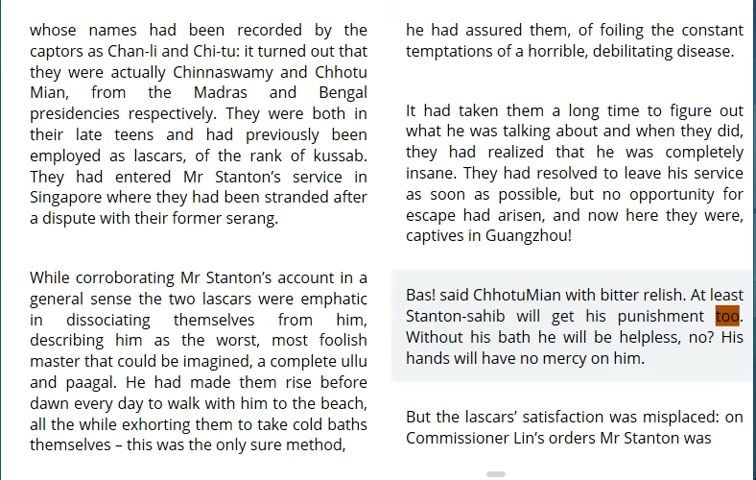 whose names had been recorded by the
captors as Chan-li and Chi-tu: it turned out that
they were actually Chinnaswamy and Chhotu
Mian, from the Madras and Bengal
presidencies respectively. They were both in
their late teens and had previously been
employed as lascars, of the rank of kussab.
They had entered Mr Stanton’s service in
Singapore where they had been stranded after
a dispute with their former serang.
While corroborating Mr Stanton’s account in a
general sense the two lascars were emphatic
in dissociating themselves from him,
describing him as the worst, most foolish
master that could be imagined, a complete ullu
and paagal. He had made them rise before
dawn every day to walk with him to the beach,
all the while exhorting them to take cold baths
themselves – this was the only sure method,
he had assured them, of foiling the constant
temptations of a horrible, debilitating disease.
It had taken them a long time to figure out
what he was talking about and when they did,
they had realized that he was completely
insane. They had resolved to leave his service
as soon as possible, but no opportunity for
escape had arisen, and now here they were,
captives in Guangzhou!
Bas! said ChhotuMian with bitter relish. At least
Stanton-sahib will get his punishment too.
Without his bath he will be helpless, no? His
hands will have no mercy on him.
But the lascars’ satisfaction was misplaced: on
Commissioner Lin’s orders Mr Stanton was